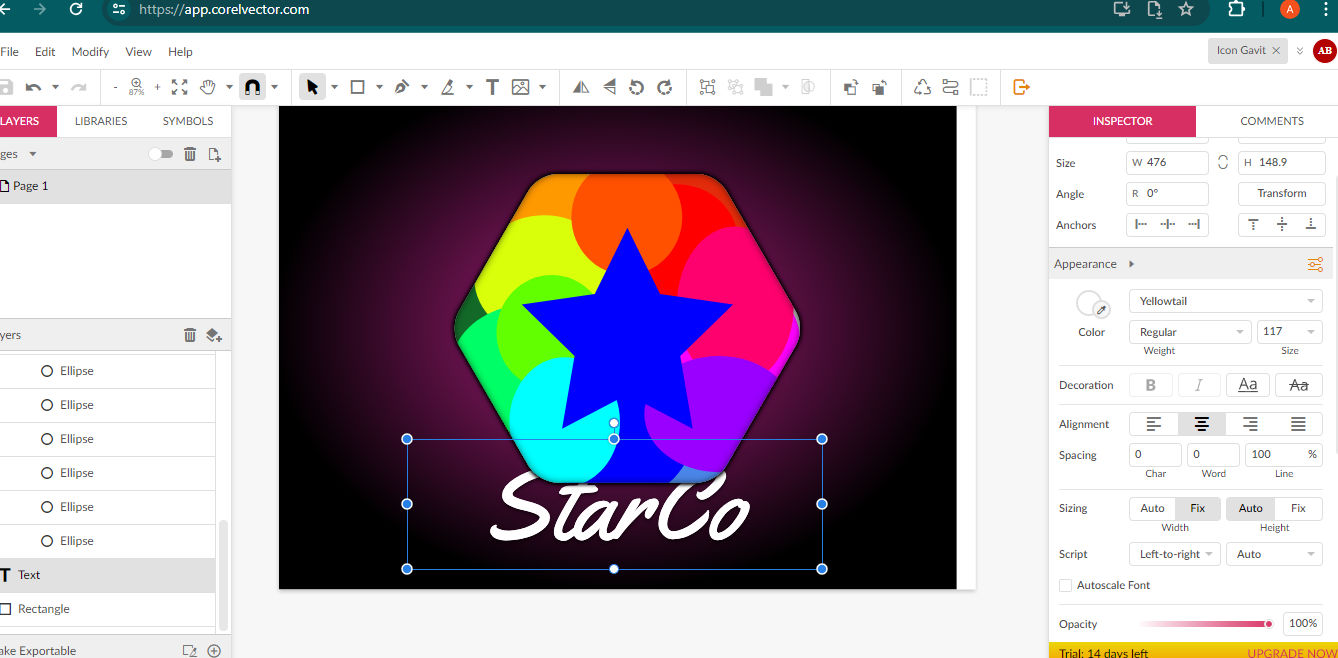 https://app.corelvector.com
A
File Edit Modify View Help
Icon Gavit ×
AB
- 87% +
T
LAYERS LIBRARIES SYMBOLS
INSPECTOR COMMENTS
ges
Page 1
Size W 476 H 148.9
Angle R 0° Transform
Anchors
Appearance
Yellowtail
Color
Regular 117
Weight Size
Decoration B I Aa Aa
Alignment
Spacing 0 0 100 %
Char Word Line
Sizing Auto Fix Auto Fix
Width Height
Script Left-to-right Auto
Autoscale Font
Opacity 100%
Trial: 14 days left UPGRADE NOW
yers
Ellipse
Ellipse
Ellipse
Ellipse
Ellipse
Ellipse
T Text
Rectangle
ake Exportable
StarCo